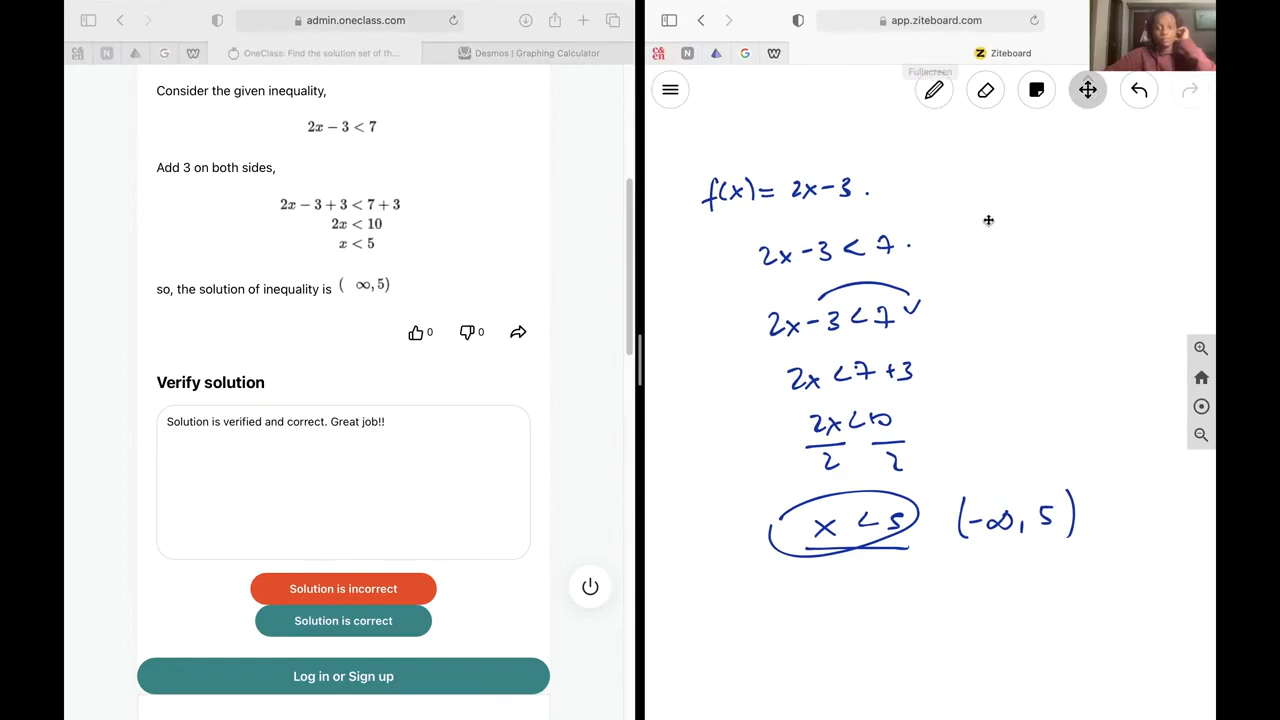 admin.oneclass.com
OneClass: Find the solution set of th...
Desmos | Graphing Calculator
Consider the given inequality,
2x − 3 < 7
Add 3 on both sides,
2x − 3 + 3 < 7 + 3
2x < 10
x < 5
so, the solution of inequality is ( ∞, 5)
0 0
Verify solution
Solution is verified and correct. Great job!!
Solution is incorrect
Solution is correct
Log in or Sign up
app.ziteboard.com
Ziteboard
Fullscreen
f(x) = 2x-3.
2x-3 < 7.
2x-3 < 7
2x < 7+3
2x < 10
2 2
x < 5 (-∞, 5)